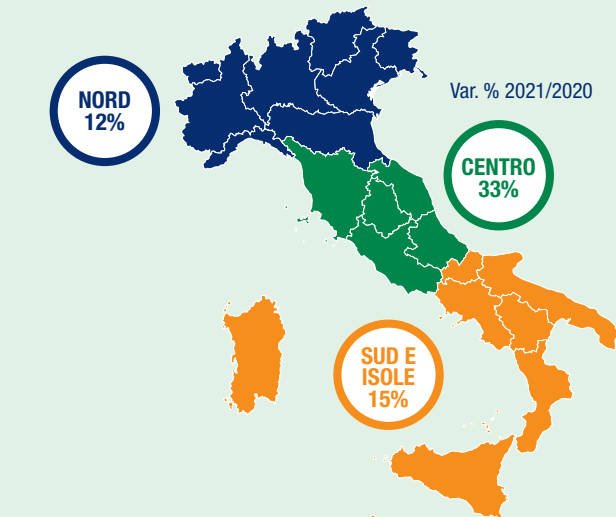 NORD
12%
Var. % 2021/2020
CENTRO
33%
SUD E
ISOLE
15%